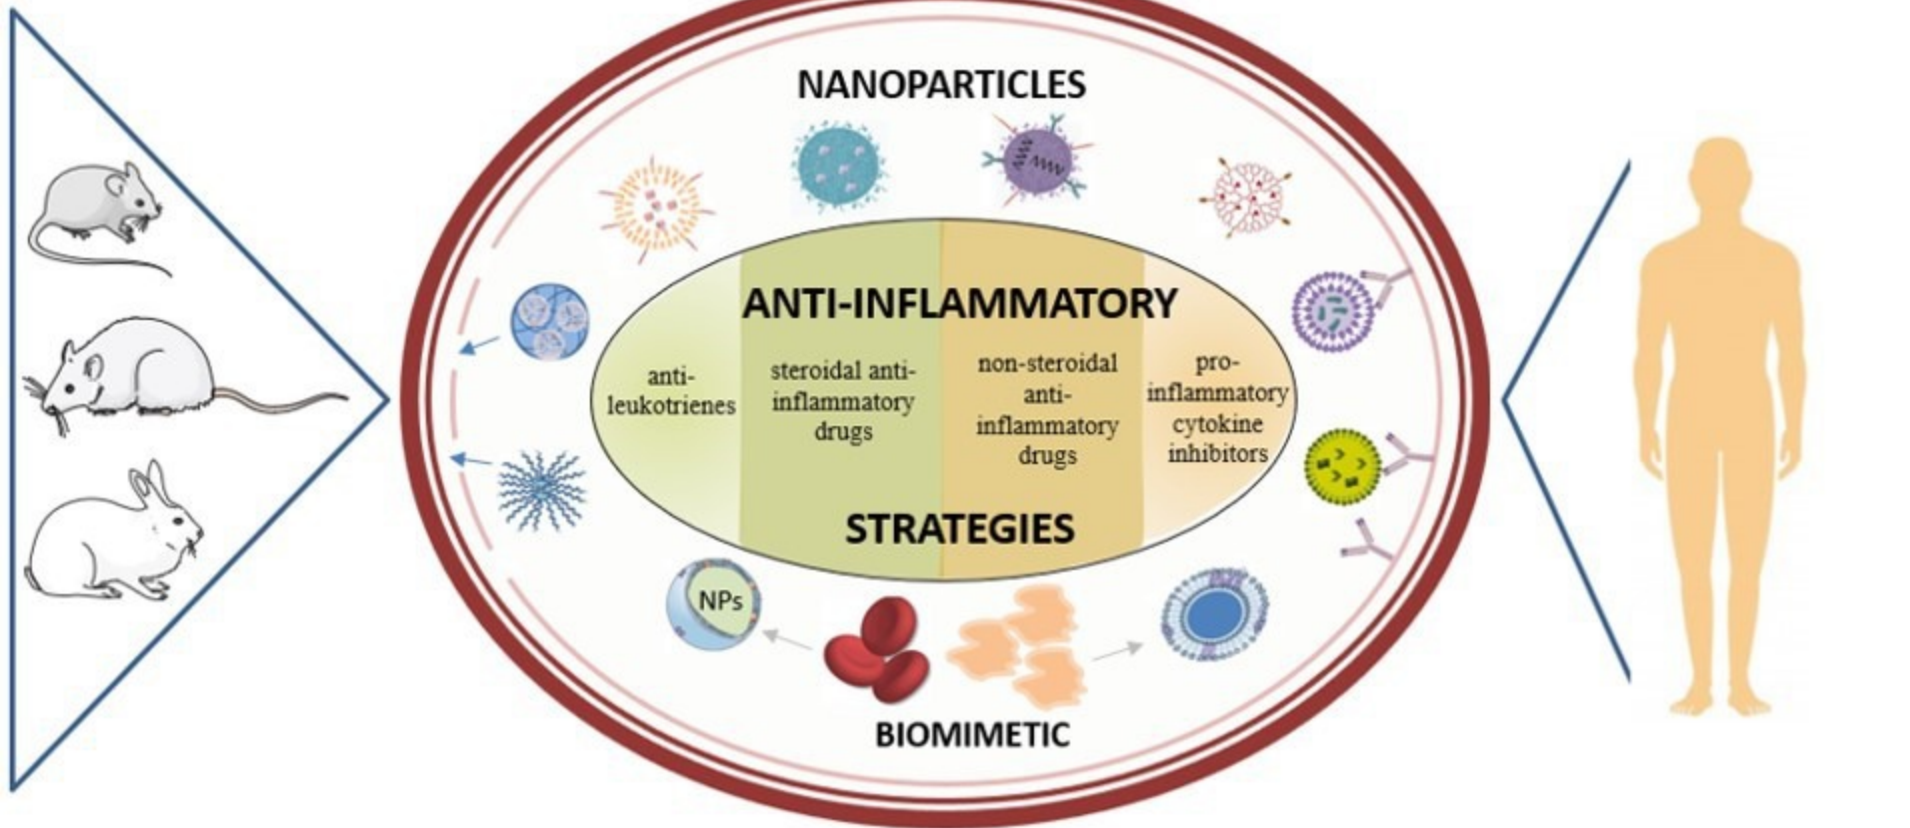 NANOPARTICLES
ANTI-INFLAMMATORY
anti-
leukotrienes
steroidal anti-
inflammatory
drugs
non-steroidal
anti-
inflammatory
drugs
pro-
inflammatory
cytokine
inhibitors
STRATEGIES
NPs
BIOMIMETIC